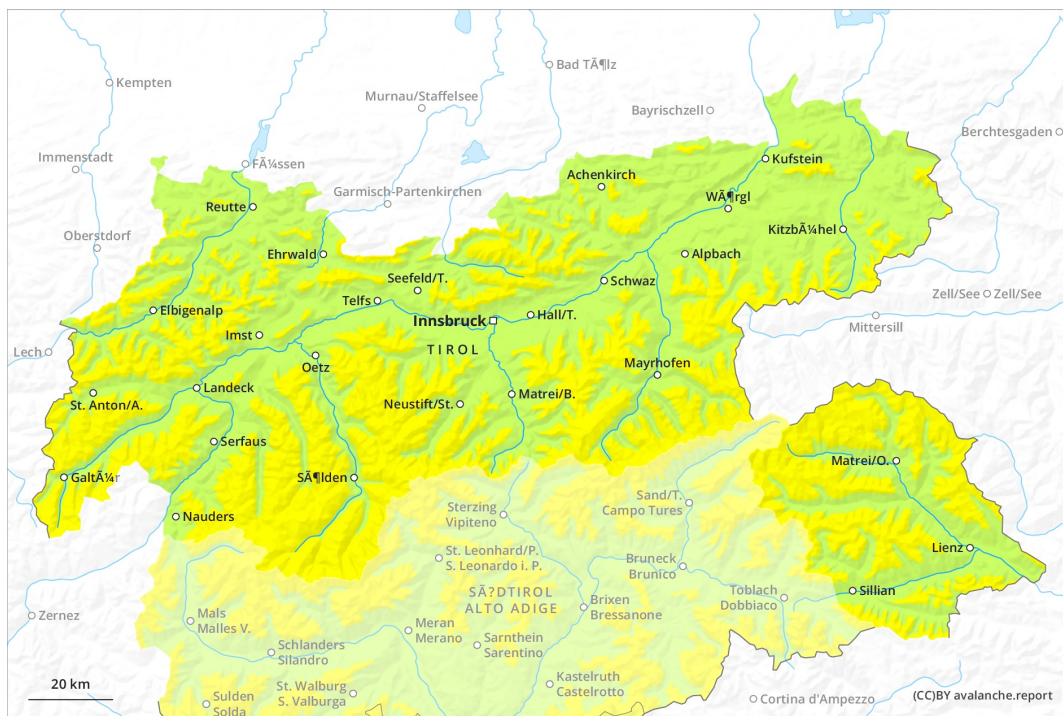 Kempten
Bad TÃ¶lz
Murnau/Staffelsee
Bayrischzell
Berchtesgaden
Immenstadt
FÃ¼ssen
Kufstein
Achenkirch
Garmisch-Partenkirchen
WÃ¶rgl
Reutte
Oberstdorf
KitzbÃ¼hel
Ehrwald
Alpbach
Seefeld/T.
Schwaz
Zell/See
Zell/See
Telfs
Elbigenalp
Innsbruck
Hall/T.
Mittersill
Imst
Lech
TIROL
Oetz
Mayrhofen
Landeck
St. Anton/A.
Neustift/St.
Matrei/B.
Serfaus
Matrei/O.
GaltÃ¼r
SÃ¶lden
Sand/T.
Campo Tures
Sterzing
Vipiteno
Nauders
Lienz
St. Leonhard/P.
S. Leonardo i. P.
Bruneck
Brunico
Sillian
SÃ?DTIROL
ALTO ADIGE
Toblach
Dobbiaco
Brixen
Bressanone
Zernez
Mals
Malles V.
Meran
Merano
Sarnthein
Sarentino
Schlanders
Silandro
Kastelruth
Castelrotto
20 km
St. Walburg
S. Valburga
Sulden
Solda
Cortina d'Ampezzo
(CC)BY avalanche.report